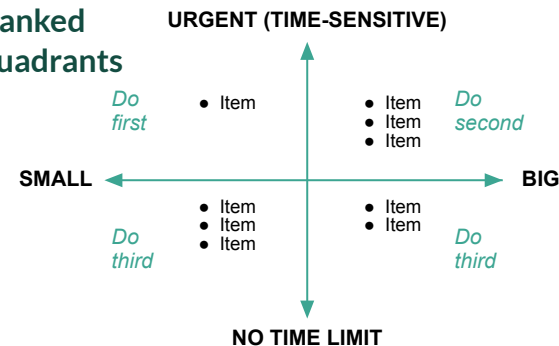 anked
uadrants
URGENT (TIME-SENSITIVE)
Do
first
● Item
● Item
● Item
● Item
Do
second
SMALL
BIG
● Item
● Item
● Item
Do
third
● Item
● Item
Do
third
NO TIME LIMIT